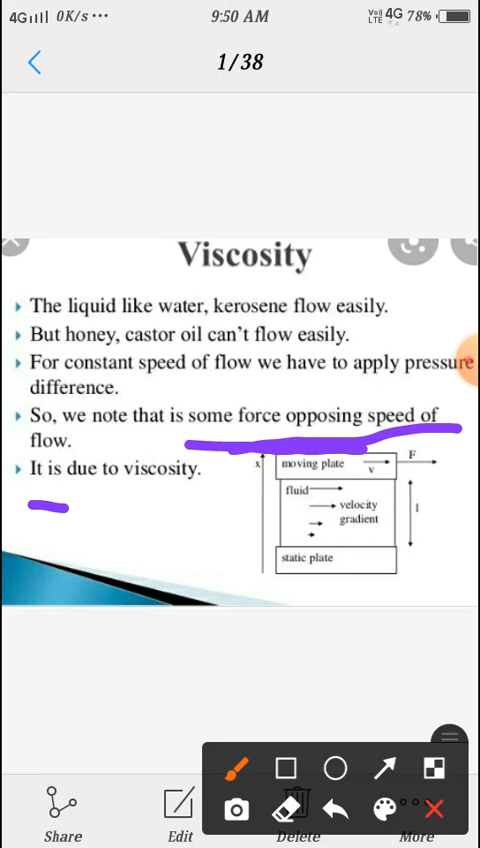 4G 0K/s ··· 9:50 AM VoD LTE 4G 78%
1/38
Viscosity
The liquid like water, kerosene flow easily.
But honey, castor oil can't flow easily.
For constant speed of flow we have to apply pressure
difference.
So, we note that is some force opposing speed of
flow.
It is due to viscosity.
x moving plate v F
fluid
velocity
gradient
l
static plate
Share Edit Delete More